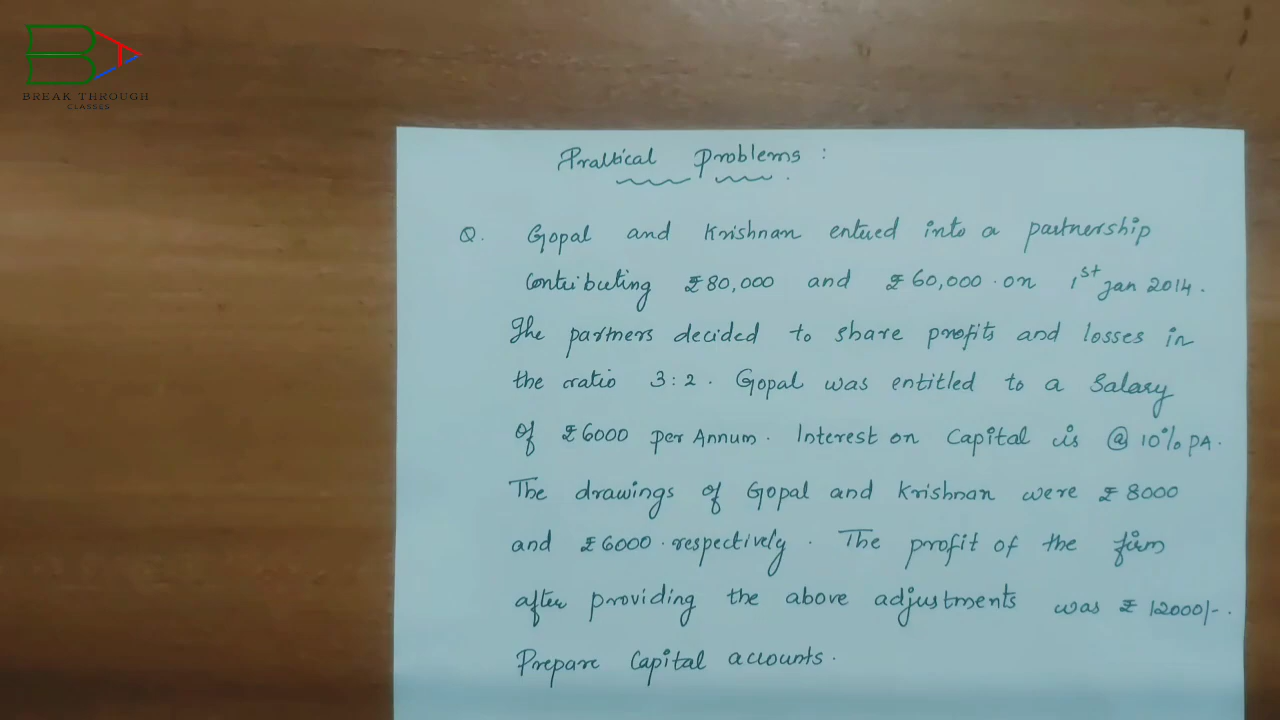 BREAK THROUGH
CLASSES
Practical Problems :
Q. Gopal and Krishnan entered into a partnership
Contributing ₹80,000 and ₹60,000 on 1st Jan 2014.
The partners decided to share profits and losses in
the ratio 3:2. Gopal was entitled to a Salary
of ₹6000 per Annum. Interest on Capital is @ 10% PA.
The drawings of Gopal and Krishnan were ₹8000
and ₹6000 respectively. The profit of the firm
after providing the above adjustments was ₹12000/-.
Prepare Capital accounts.